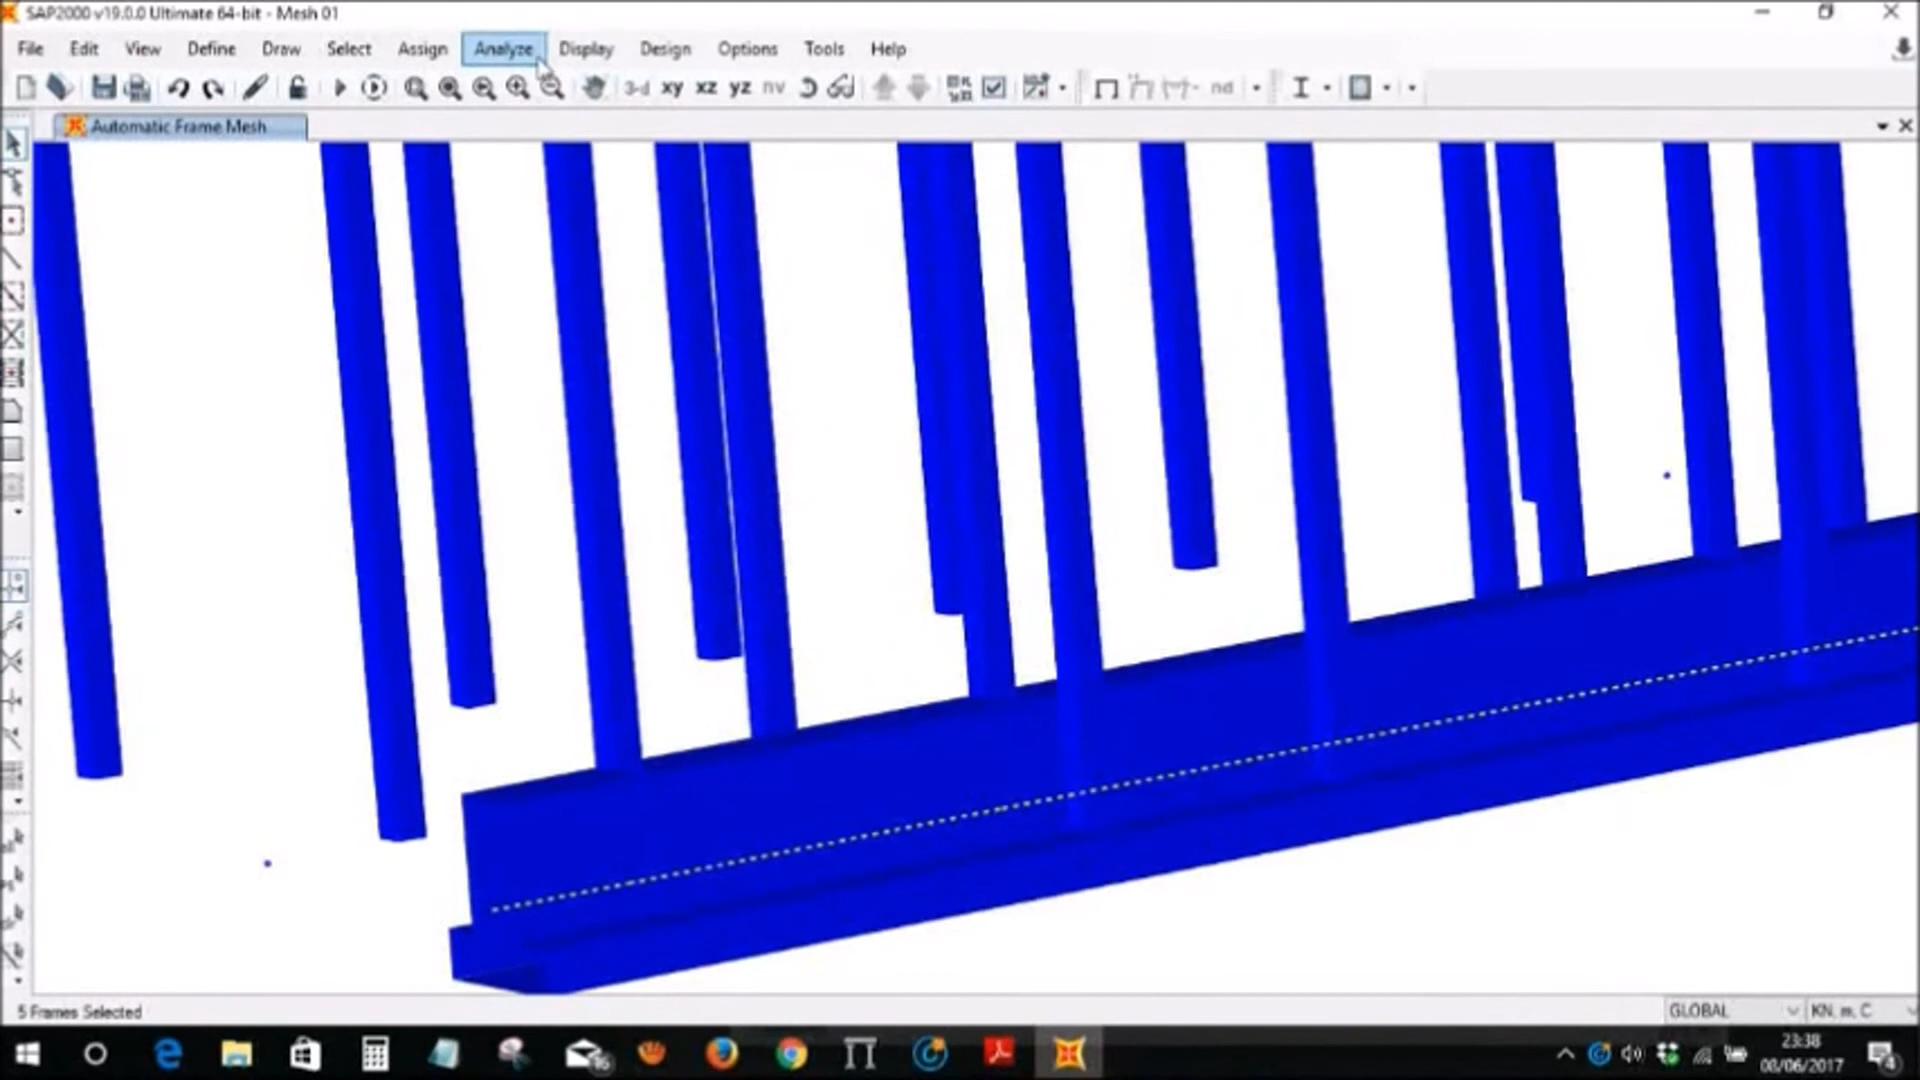 SAP2000 v19.0.0 Ultimate 64-bit - Mesh 01
File Edit View Define Draw Select Assign Analyze Display Design Options Tools Help
3-d xy xz yz nv nd
Automatic Frame Mesh
5 Frames Selected
GLOBAL
KN, m, C
23:38
08/06/2017